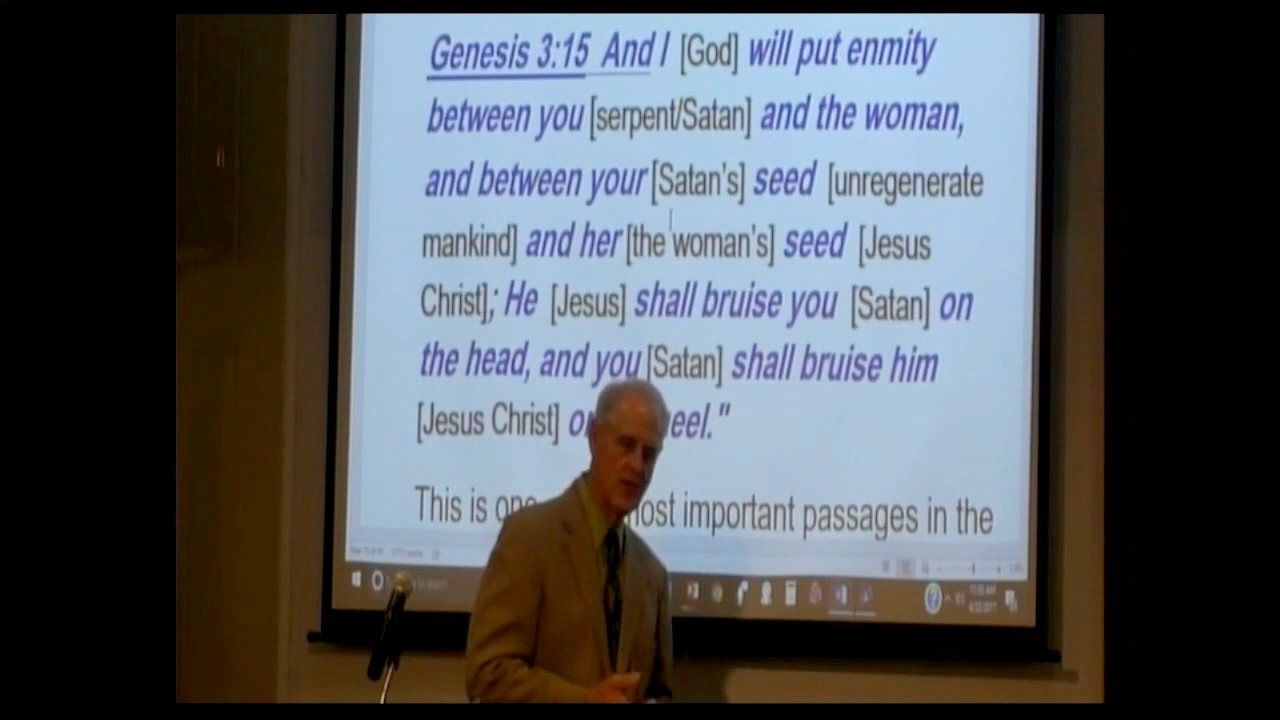 Genesis 3:15 And I [God] will put enmity
between you [serpent/Satan] and the woman,
and between your [Satan's] seed [unregenerate
mankind] and her [the woman's] seed [Jesus
Christ]; He [Jesus] shall bruise you [Satan] on
the head, and you [Satan] shall bruise him
[Jesus Christ] eel."
This is most important passages in the